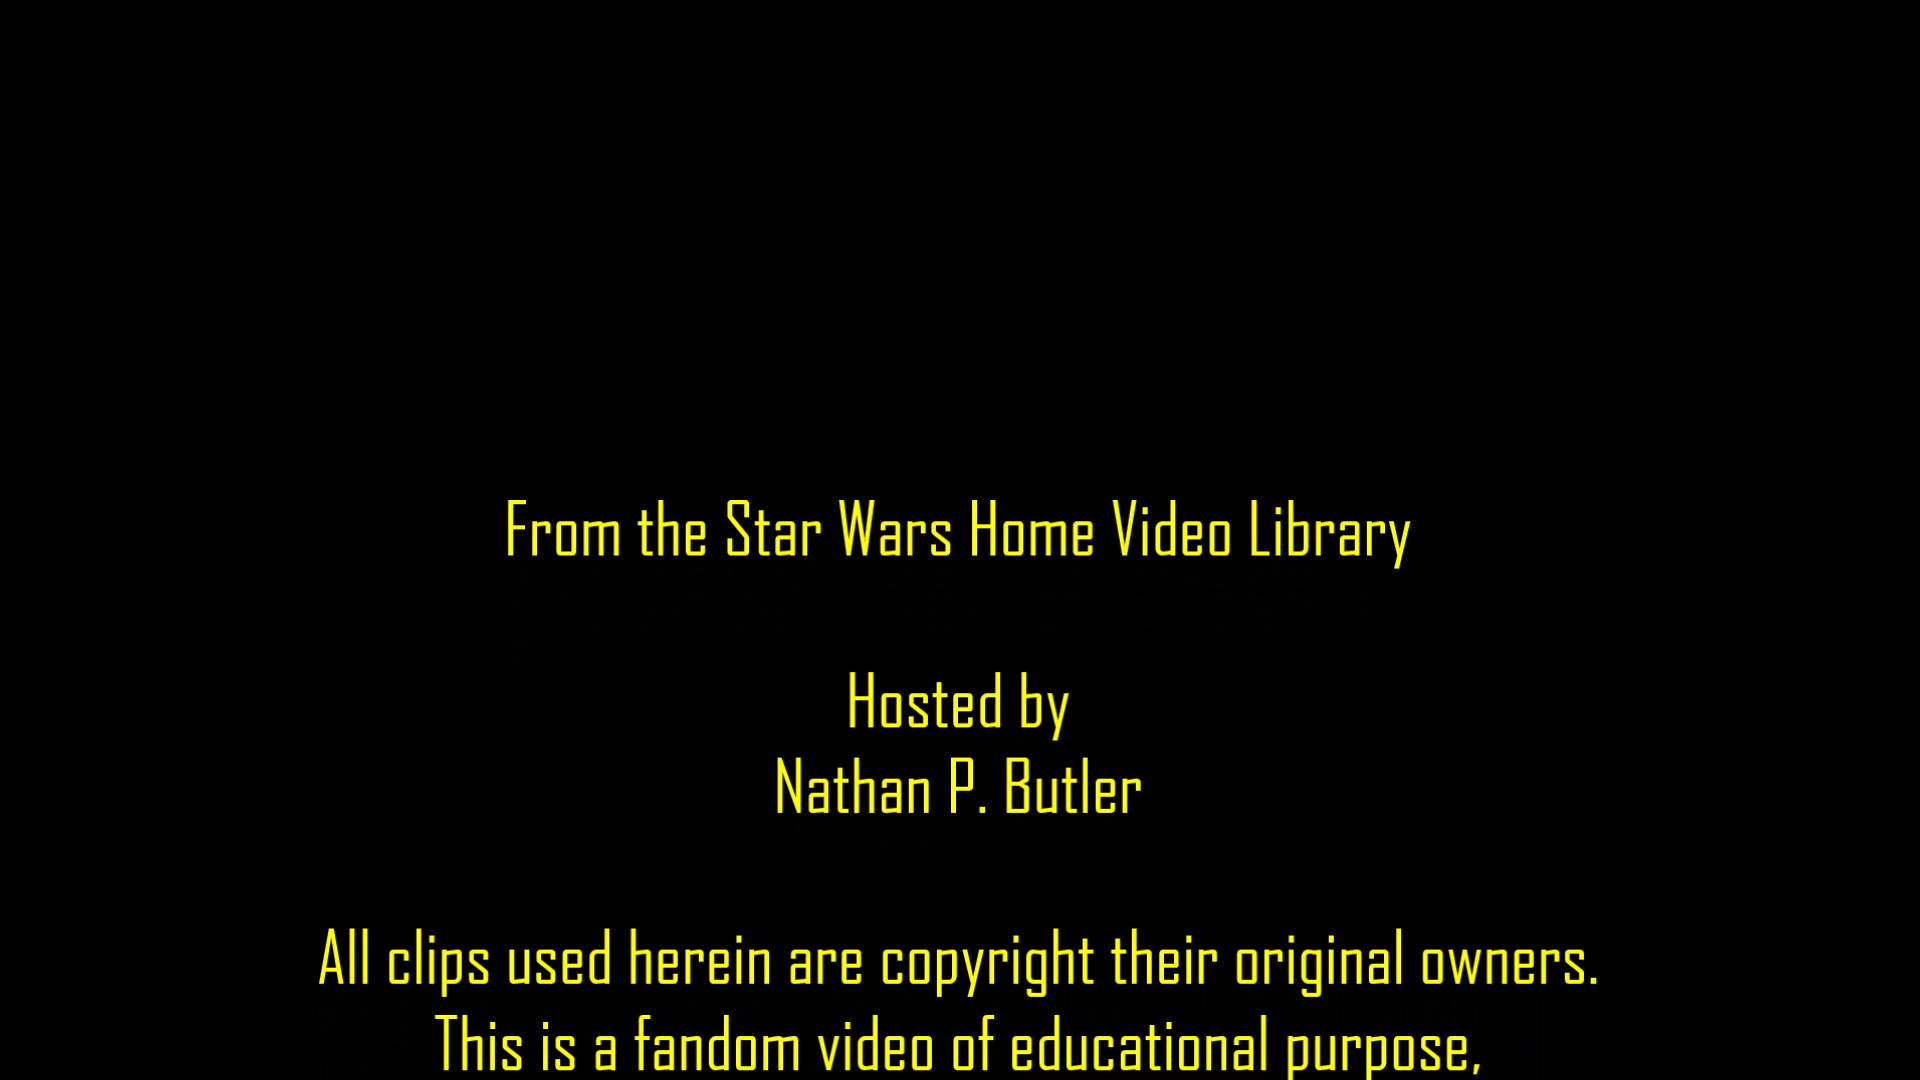 From the Star Wars Home Video Library
Hosted by
Nathan P. Butler
All clips used herein are copyright their original owners.
This is a fandom video of educational purpose,